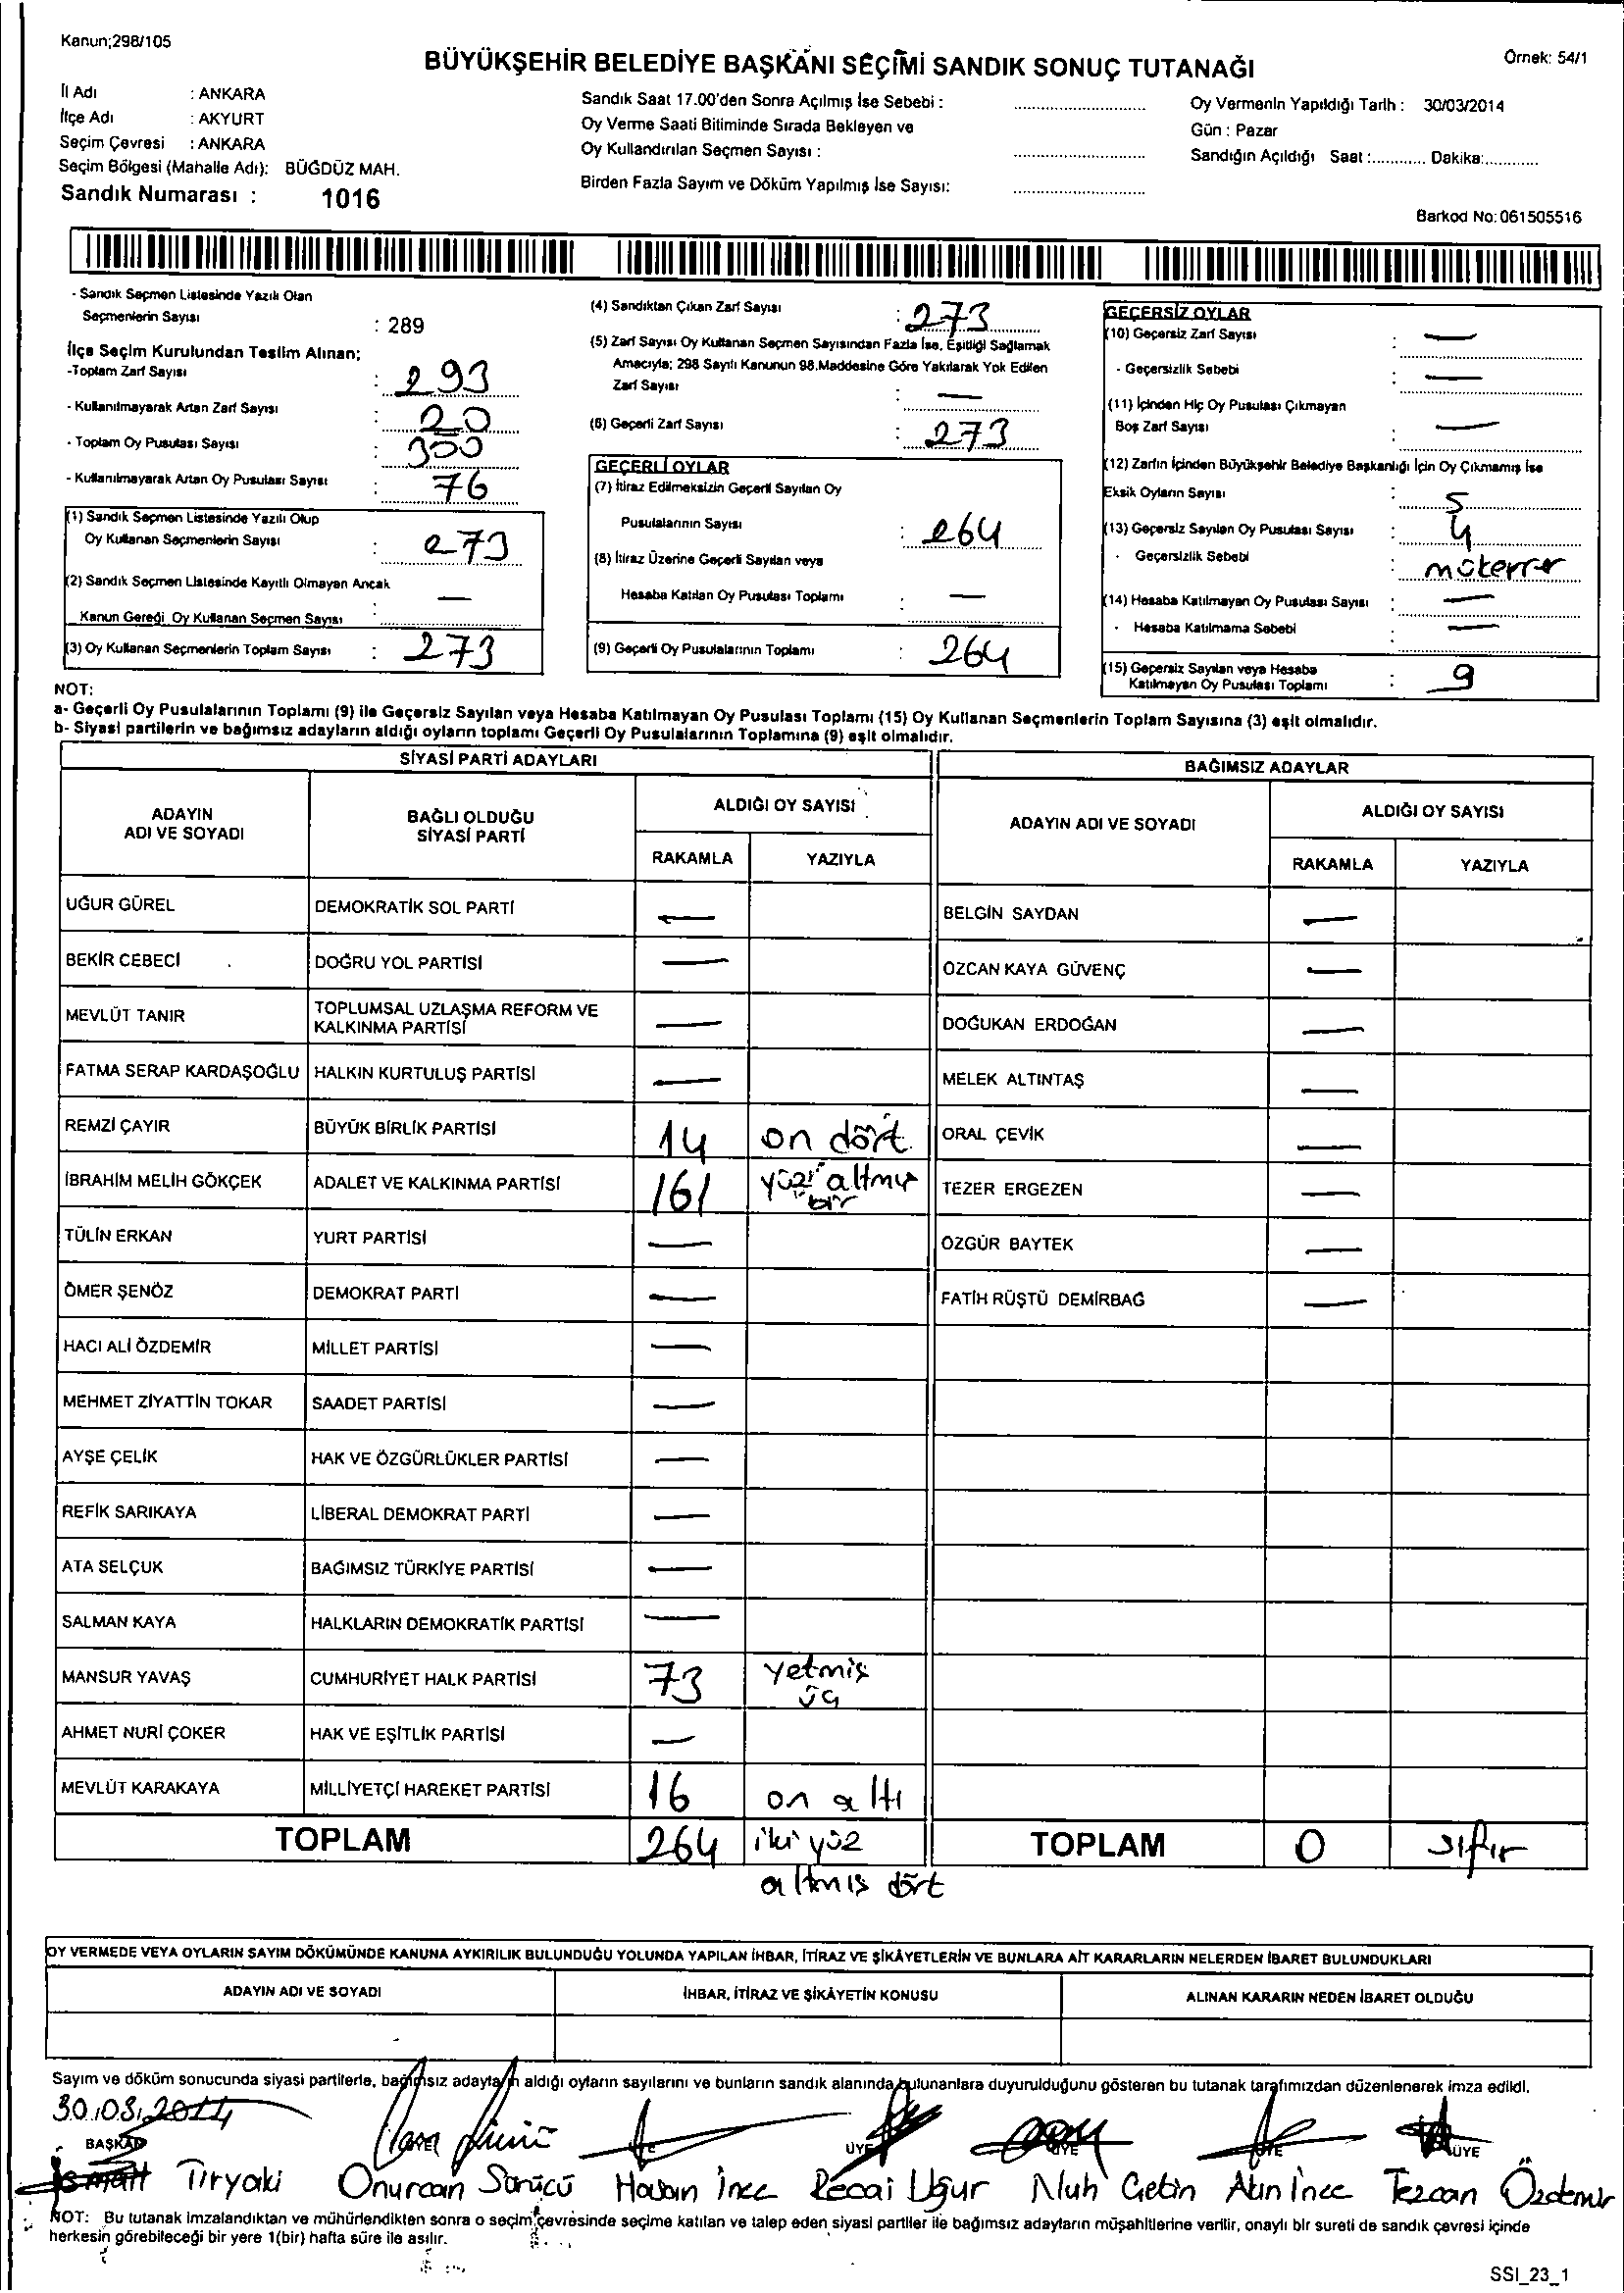 Kanun;298/105
BÜYÜKŞEHİR BELEDİYE BAŞKANI SEÇİMİ SANDIK SONUÇ TUTANAĞI
Örnek: 54/1
İl Adı : ANKARA
İlçe Adı : AKYURT
Seçim Çevresi : ANKARA
Seçim Bölgesi (Mahalle Adı): BÜĞDÜZ MAH.
Sandık Numarası : 1016
Sandık Saat 17.00'den Sonra Açılmış İse Sebebi :
Oy Verme Saati Bitiminde Sırada Bekleyen ve
Oy Kullandırılan Seçmen Sayısı :
Birden Fazla Sayım ve Döküm Yapılmış İse Sayısı:
Oy Vermenin Yapıldığı Tarih : 30/03/2014
Gün : Pazar
Sandığın Açıldığı Saat :............ Dakika:............
Barkod No: 061505516
- Sandık Seçmen Listesinde Yazılı Olan
Seçmenlerin Sayısı : 289
İlçe Seçim Kurulundan Teslim Alınan;
-Toplam Zarf Sayısı : 293
- Kullanılmayarak Artan Zarf Sayısı : 20
- Toplam Oy Pusulası Sayısı : 350
- Kullanılmayarak Artan Oy Pusulası Sayısı : 76
(1) Sandık Seçmen Listesinde Yazılı Olup
Oy Kullanan Seçmenlerin Sayısı : 273
(2) Sandık Seçmen Listesinde Kayıtlı Olmayan Ancak
Kanun Gereği Oy Kullanan Seçmen Sayısı : —
(3) Oy Kullanan Seçmenlerin Toplam Sayısı : 273
(4) Sandıktan Çıkan Zarf Sayısı : 273
(5) Zarf Sayısı Oy Kullanan Seçmen Sayısından Fazla İse, Eşitliği Sağlamak
Amacıyla; 298 Sayılı Kanunun 98.Maddesine Göre Yakılarak Yok Edilen
Zarf Sayısı : —
(6) Geçerli Zarf Sayısı : 273
GEÇERLİ OYLAR
(7) İtiraz Edilmeksizin Geçerli Sayılan Oy
Pusulalarının Sayısı : 264
(8) İtiraz Üzerine Geçerli Sayılan veya
Hesaba Katılan Oy Pusulası Toplamı : —
(9) Geçerli Oy Pusulalarının Toplamı : 264
GEÇERSİZ OYLAR
(10) Geçersiz Zarf Sayısı : —
- Geçersizlik Sebebi : —
(11) İçinden Hiç Oy Pusulası Çıkmayan
Boş Zarf Sayısı : —
(12) Zarfın İçinden Büyükşehir Belediye Başkanlığı İçin Oy Çıkmamış İse
Eksik Oyların Sayısı : 5
(13) Geçersiz Sayılan Oy Pusulası Sayısı : 4
- Geçersizlik Sebebi : mükerrer
(14) Hesaba Katılmayan Oy Pusulası Sayısı : —
- Hesaba Katılmama Sebebi : —
(15) Geçersiz Sayılan veya Hesaba
Katılmayan Oy Pusulası Toplamı : 9
NOT:
a- Geçerli Oy Pusulalarının Toplamı (9) ile Geçersiz Sayılan veya Hesaba Katılmayan Oy Pusulası Toplamı (15) Oy Kullanan Seçmenlerin Toplam Sayısına (3) eşit olmalıdır.
b- Siyasi partilerin ve bağımsız adayların aldığı oyların toplamı Geçerli Oy Pusulalarının Toplamına (9) eşit olmalıdır.
SİYASİ PARTİ ADAYLARI
ADAYIN ADI VE SOYADI
BAĞLI OLDUĞU SİYASİ PARTİ
ALDIĞI OY SAYISI
RAKAMLA YAZIYLA
UĞUR GÜREL DEMOKRATİK SOL PARTİ —
BEKİR CEBECİ DOĞRU YOL PARTİSİ —
MEVLÜT TANIR TOPLUMSAL UZLAŞMA REFORM VE
KALKINMA PARTİSİ —
FATMA SERAP KARDAŞOĞLU HALKIN KURTULUŞ PARTİSİ —
REMZİ ÇAYIR BÜYÜK BİRLİK PARTİSİ 14 on dört
İBRAHİM MELİH GÖKÇEK ADALET VE KALKINMA PARTİSİ 161 yüz altmış
bir
TÜLİN ERKAN YURT PARTİSİ —
ÖMER ŞENÖZ DEMOKRAT PARTİ —
HACI ALİ ÖZDEMİR MİLLET PARTİSİ —
MEHMET ZİYATTİN TOKAR SAADET PARTİSİ —
AYŞE ÇELİK HAK VE ÖZGÜRLÜKLER PARTİSİ —
REFİK SARIKAYA LİBERAL DEMOKRAT PARTİ —
ATA SELÇUK BAĞIMSIZ TÜRKİYE PARTİSİ —
SALMAN KAYA HALKLARIN DEMOKRATİK PARTİSİ —
MANSUR YAVAŞ CUMHURİYET HALK PARTİSİ 73 yetmiş
üç
AHMET NURİ ÇOKER HAK VE EŞİTLİK PARTİSİ —
MEVLÜT KARAKAYA MİLLİYETÇİ HAREKET PARTİSİ 16 on altı
TOPLAM 264 iki yüz
altmış dört
BAĞIMSIZ ADAYLAR
ADAYIN ADI VE SOYADI
ALDIĞI OY SAYISI
RAKAMLA YAZIYLA
BELGİN SAYDAN —
ÖZCAN KAYA GÜVENÇ —
DOĞUKAN ERDOĞAN —
MELEK ALTINTAŞ —
ORAL ÇEVİK —
TEZER ERGEZEN —
ÖZGÜR BAYTEK —
FATİH RÜŞTÜ DEMİRBAĞ —
TOPLAM 0 sıfır
OY VERMEDE VEYA OYLARIN SAYIM DÖKÜMÜNDE KANUNA AYKIRILIK BULUNDUĞU YOLUNDA YAPILAN İHBAR, İTİRAZ VE ŞİKÂYETLERİN VE BUNLARA AİT KARARLARIN NELERDEN İBARET BULUNDUKLARI
ADAYIN ADI VE SOYADI İHBAR, İTİRAZ VE ŞİKÂYETİN KONUSU ALINAN KARARIN NEDEN İBARET OLDUĞU
Sayım ve döküm sonucunda siyasi partilerle, bağımsız adayların aldığı oyların sayılarını ve bunların sandık alanında bulunanlara duyurulduğunu gösteren bu tutanak tarafımızdan düzenlenerek imza edildi.
30.03.2014
BAŞKAN ÜYE ÜYE ÜYE ÜYE ÜYE ÜYE
İsmail Tiryaki Onurcan Sürücü Hasan İnce Recai Uğur Nuh Çetin Akın İnce Tezcan Özdemir
NOT: Bu tutanak imzalandıktan ve mühürlendikten sonra o seçim çevresinde seçime katılan ve talep eden siyasi partiler ile bağımsız adayların müşahitlerine verilir, onaylı bir sureti de sandık çevresi içinde
herkesin görebileceği bir yere 1(bir) hafta süre ile asılır.
SSI_23_1